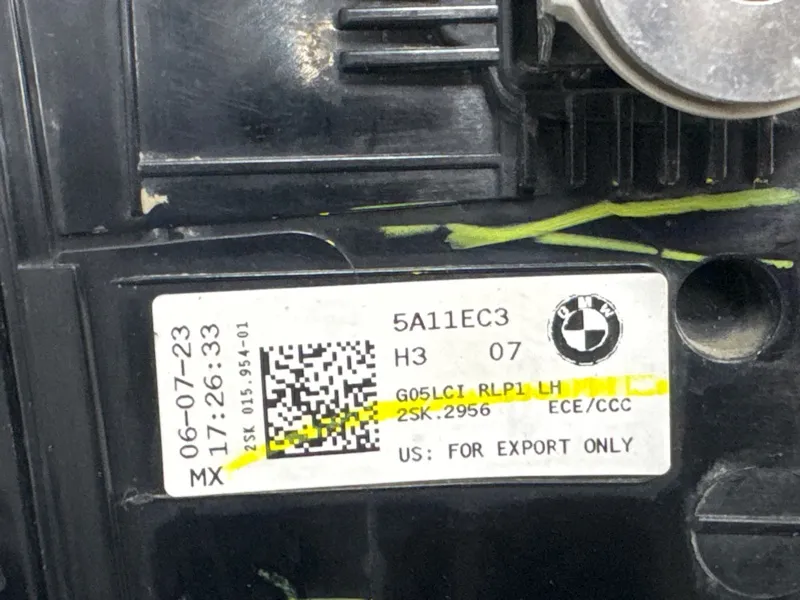 06-07-23
17:26:33
MX
2SK 015.954-01
5A11EC3
H3 07
BMW
G05LCI RLP1 LH
2SK.2956 ECE/CCC
US: FOR EXPORT ONLY